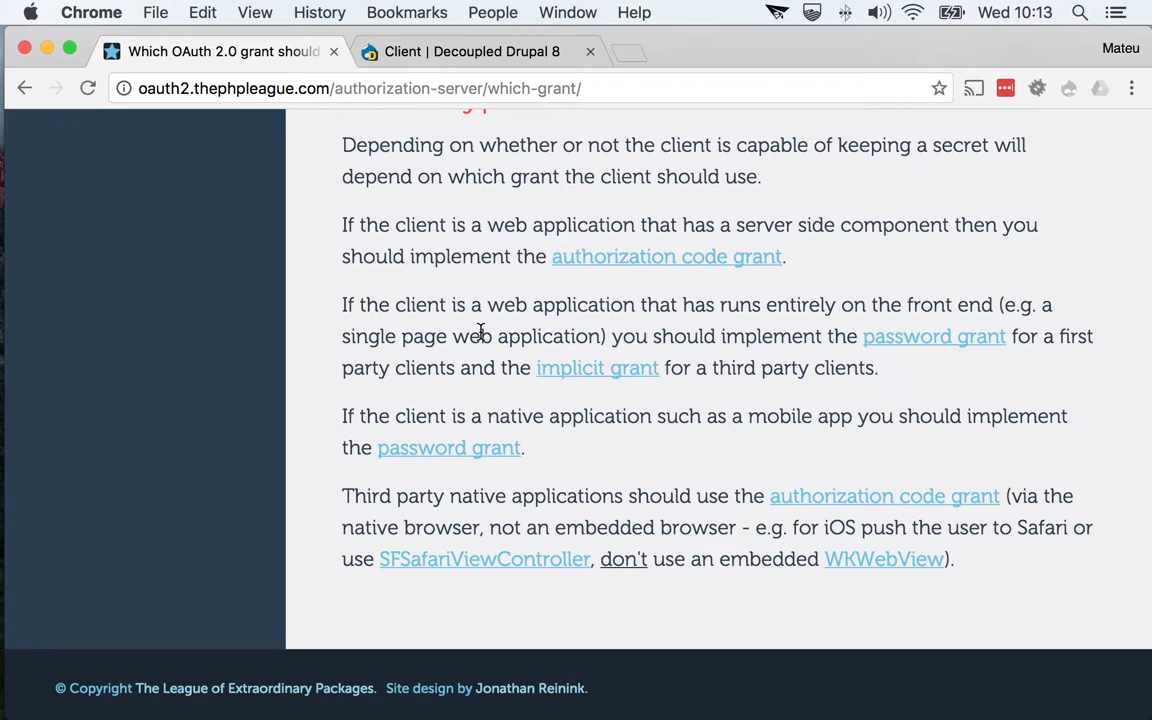 Chrome File Edit View History Bookmarks People Window Help Wed 10:13
Which OAuth 2.0 grant should Client | Decoupled Drupal 8 Mateu
oauth2.thephpleague.com/authorization-server/which-grant/
Depending on whether or not the client is capable of keeping a secret will
depend on which grant the client should use.
If the client is a web application that has a server side component then you
should implement the authorization code grant.
If the client is a web application that has runs entirely on the front end (e.g. a
single page web application) you should implement the password grant for a first
party clients and the implicit grant for a third party clients.
If the client is a native application such as a mobile app you should implement
the password grant.
Third party native applications should use the authorization code grant (via the
native browser, not an embedded browser - e.g. for iOS push the user to Safari or
use SFSafariViewController, don't use an embedded WKWebView).
© Copyright The League of Extraordinary Packages. Site design by Jonathan Reinink.